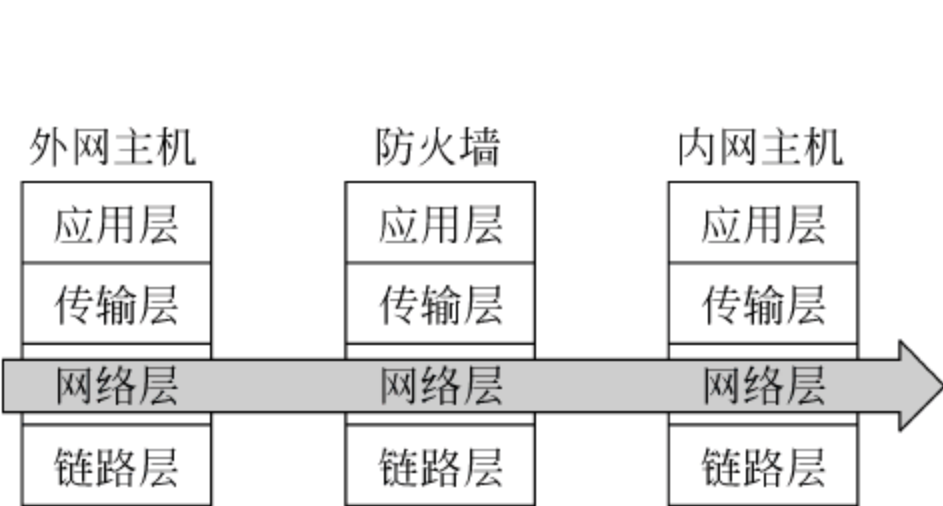 外网主机 防火墙 内网主机
应用层 应用层 应用层
传输层 传输层 传输层
网络层 网络层 网络层
链路层 链路层 链路层